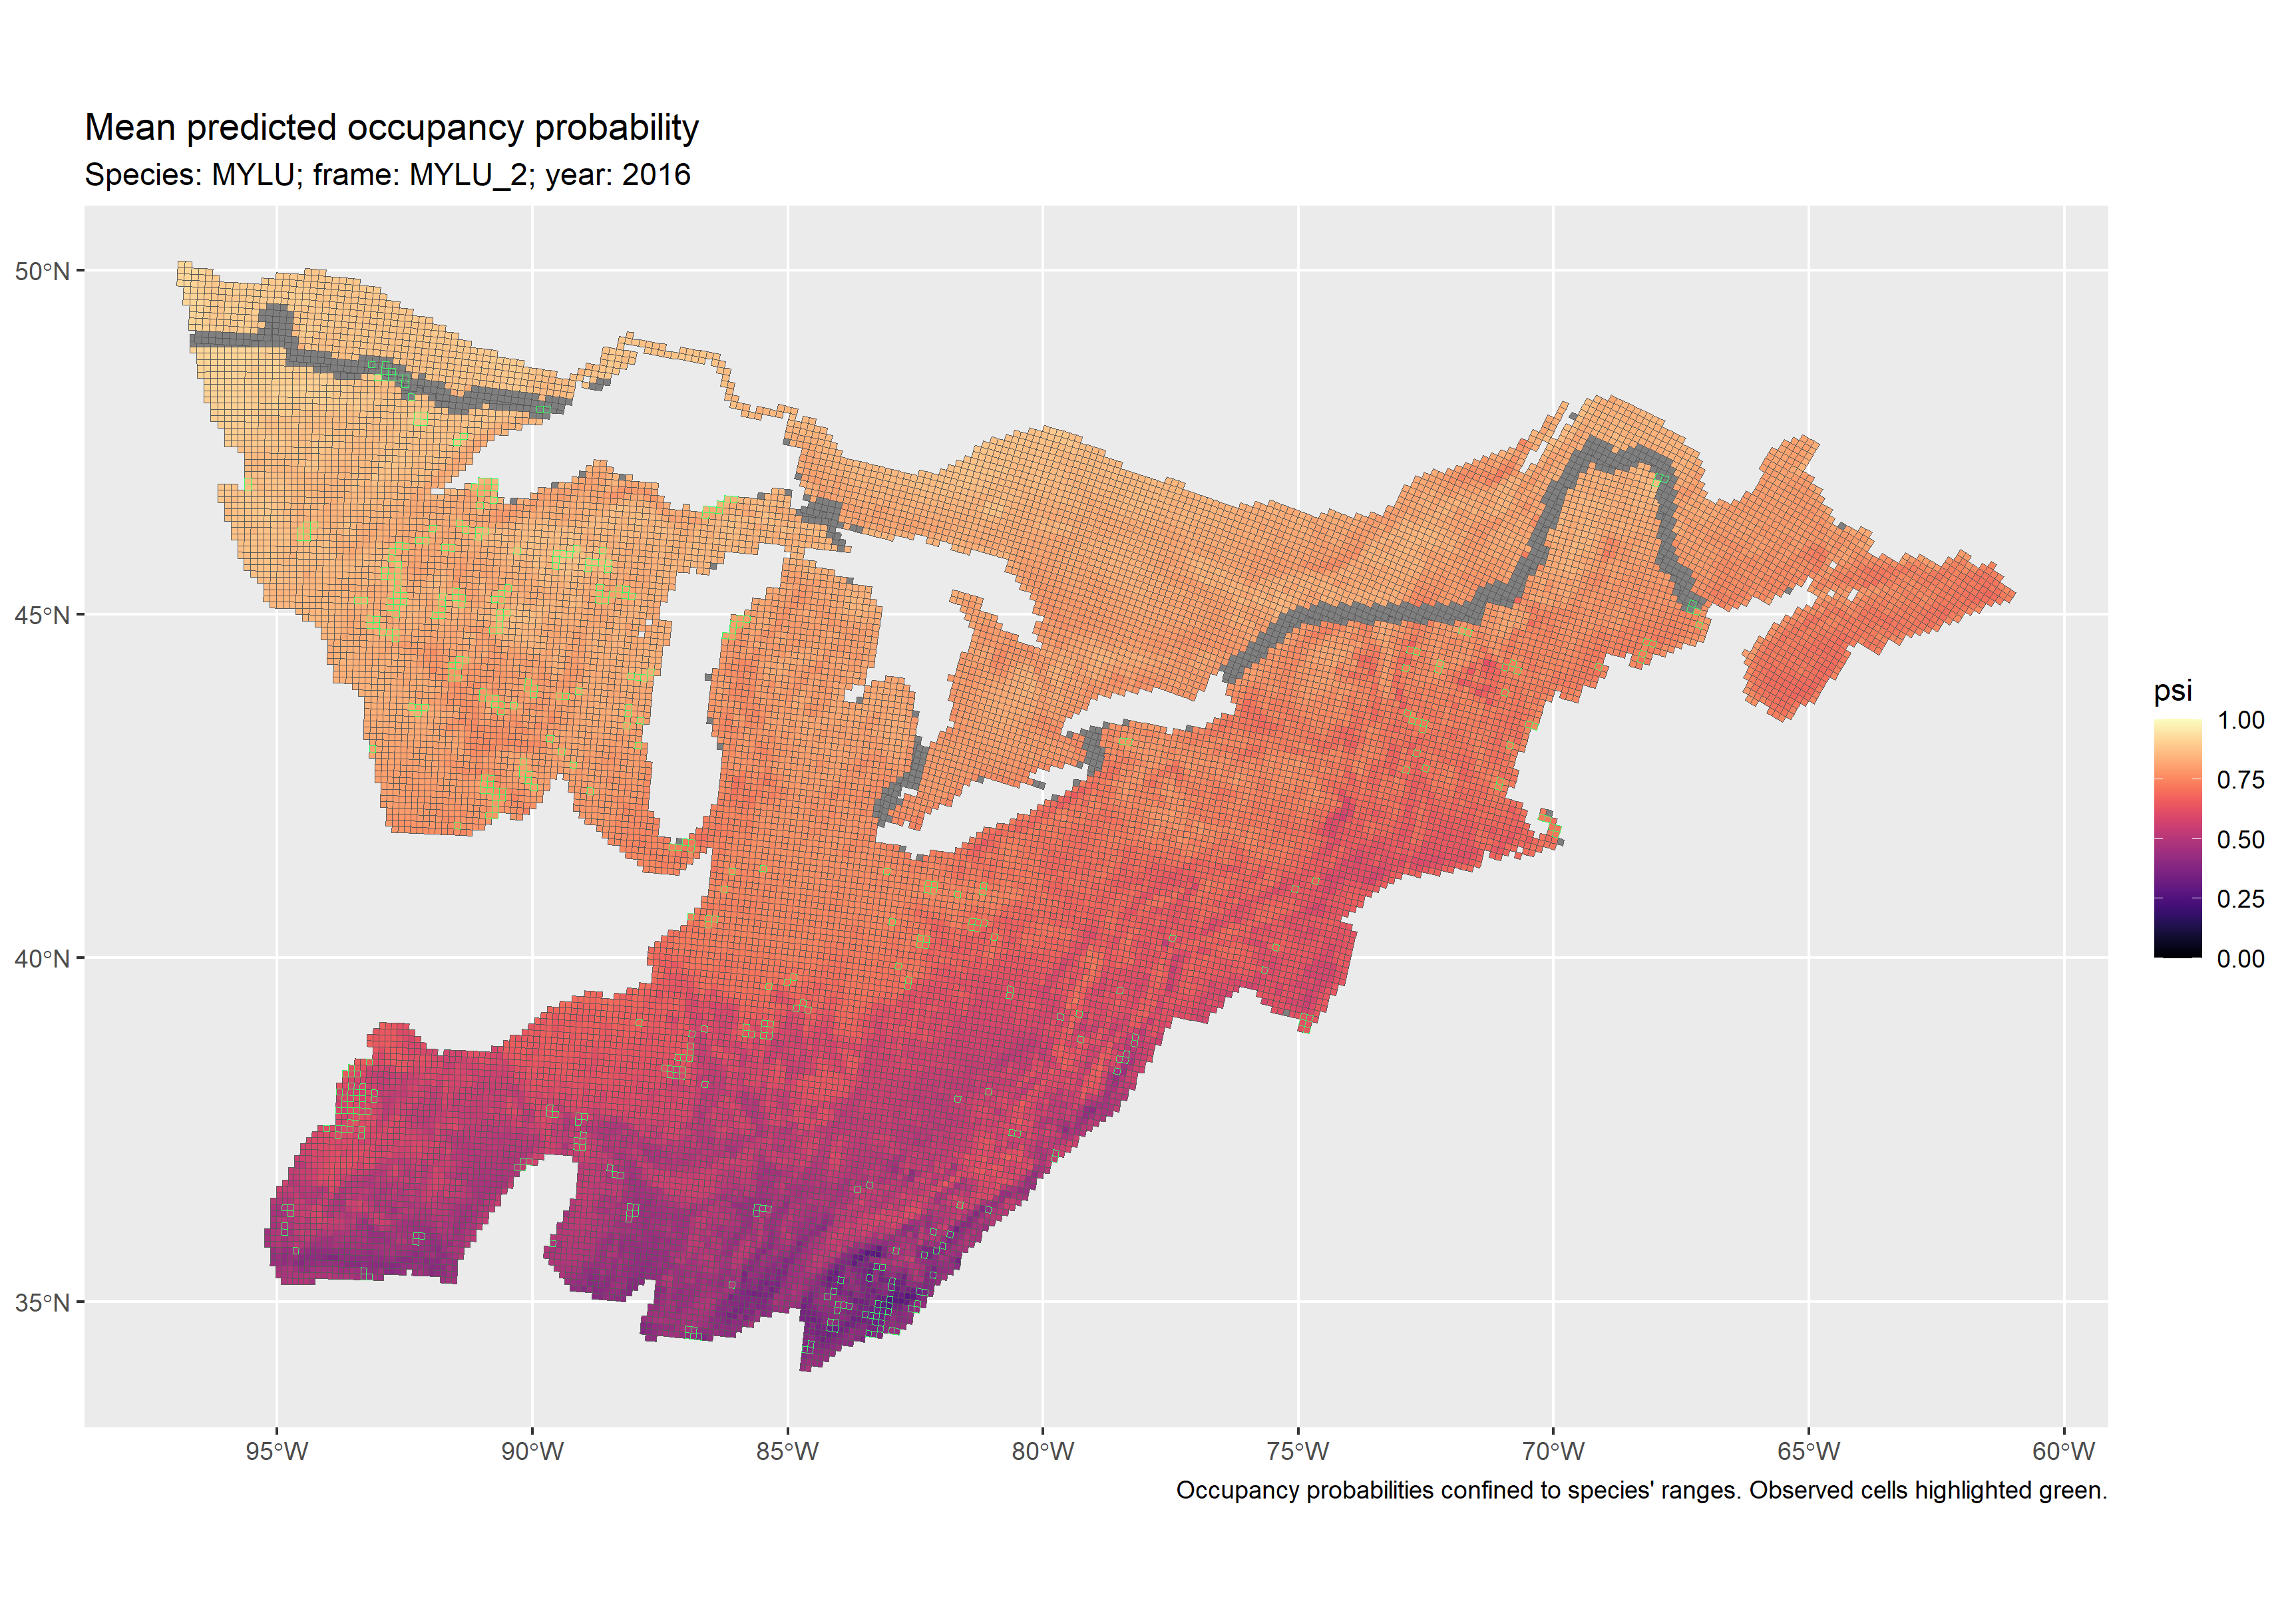 Mean predicted occupancy probability
Species: MYLU; frame: MYLU_2; year: 2016
50°N
45°N
40°N
35°N
95°W
90°W
85°W
80°W
75°W
70°W
65°W
60°W
psi
1.00
0.75
0.50
0.25
0.00
Occupancy probabilities confined to species' ranges. Observed cells highlighted green.